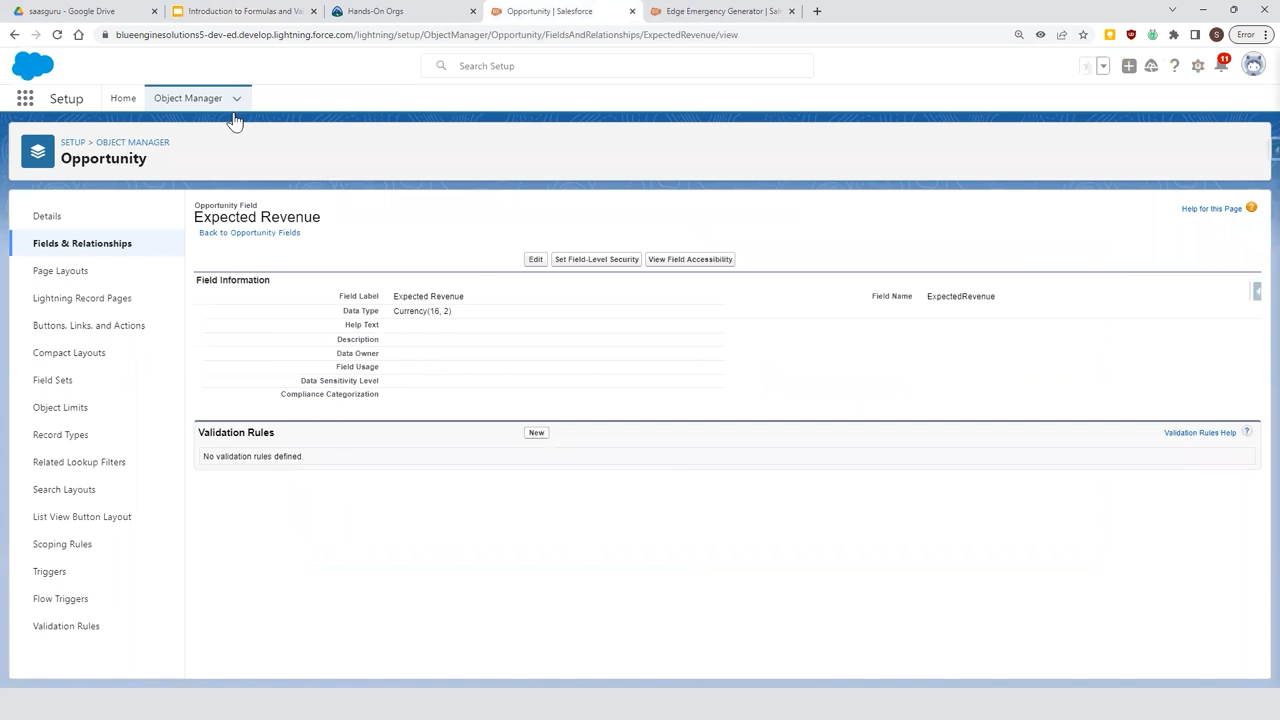 saasguru - Google Drive
Introduction to Formulas and Va
Hands-On Orgs
Opportunity | Salesforce
Edge Emergency Generator | Sal
blueenginesolutions5-dev-ed.develop.lightning.force.com/lightning/setup/ObjectManager/Opportunity/FieldsAndRelationships/ExpectedRevenue/view
S
Error
Search Setup
11
Setup
Home
Object Manager
SETUP > OBJECT MANAGER
Opportunity
Details
Fields & Relationships
Page Layouts
Lightning Record Pages
Buttons, Links, and Actions
Compact Layouts
Field Sets
Object Limits
Record Types
Related Lookup Filters
Search Layouts
List View Button Layout
Scoping Rules
Triggers
Flow Triggers
Validation Rules
Opportunity Field
Expected Revenue
Back to Opportunity Fields
Help for this Page
Edit
Set Field-Level Security
View Field Accessibility
Field Information
Field Label Expected Revenue
Field Name ExpectedRevenue
Data Type Currency(16, 2)
Help Text
Description
Data Owner
Field Usage
Data Sensitivity Level
Compliance Categorization
Validation Rules
New
Validation Rules Help ?
No validation rules defined.